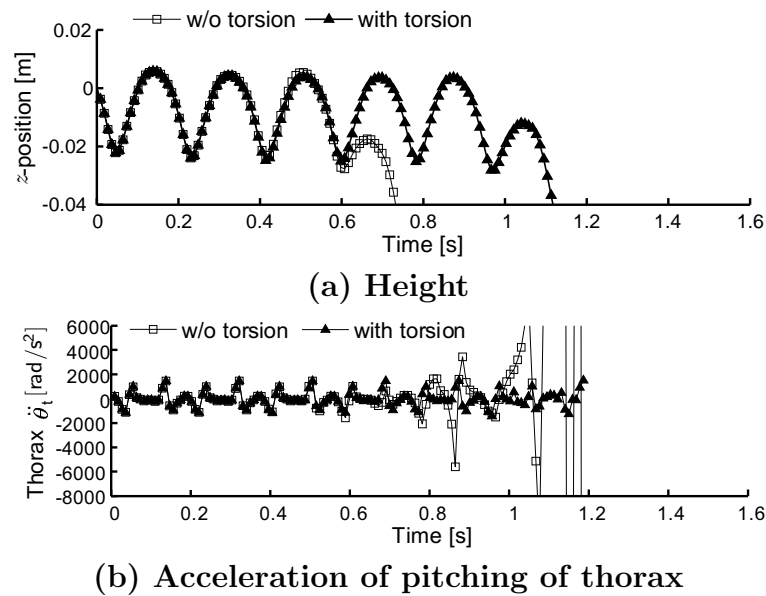 w/o torsion with torsion
0.02
0
-0.02
-0.04
z-position [m]
0 0.2 0.4 0.6 0.8 1 1.2 1.4 1.6
Time [s]
(a) Height
w/o torsion with torsion
6000
4000
2000
0
-2000
-4000
-6000
-8000
Thorax θ̈t [rad/s²]
0 0.2 0.4 0.6 0.8 1 1.2 1.4 1.6
Time [s]
(b) Acceleration of pitching of thorax